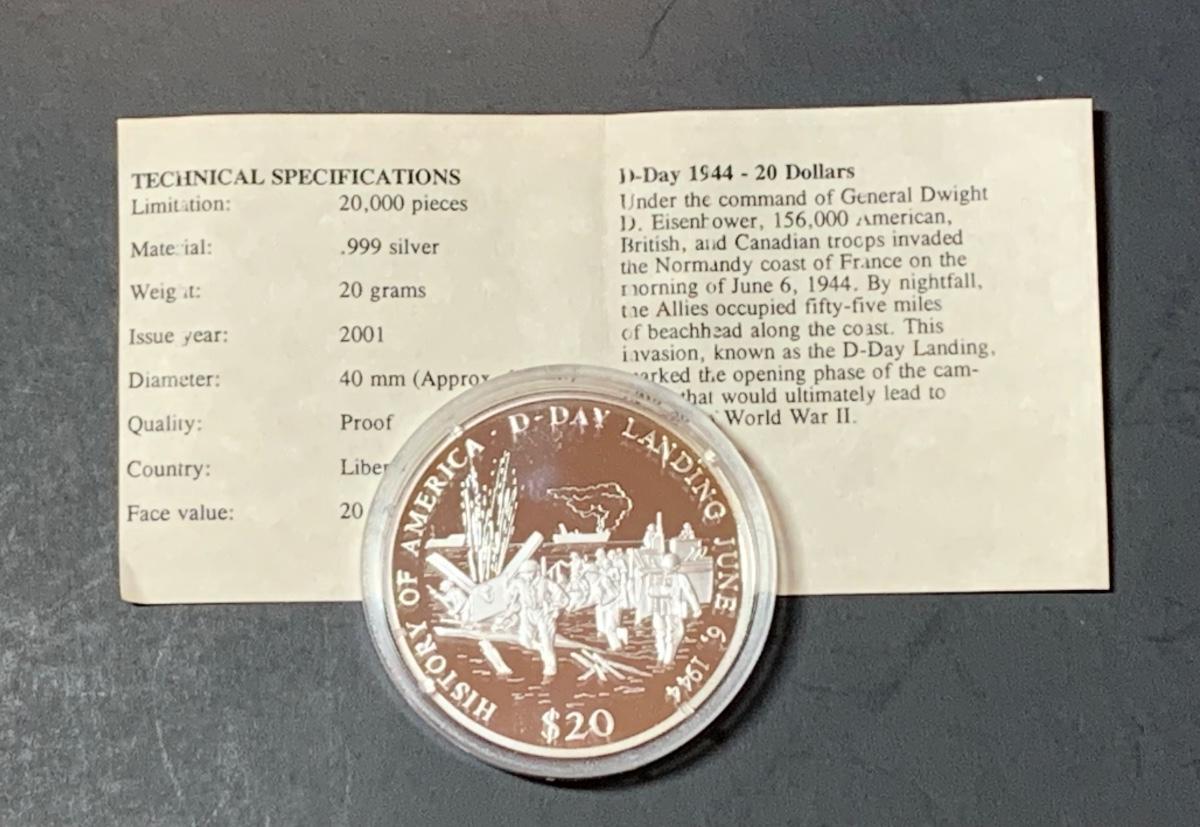 TECHNICAL SPECIFICATIONS
Limitation: 20,000 pieces
Material: .999 silver
Weight: 20 grams
Issue year: 2001
Diameter: 40 mm (Approx
Quality: Proof
Country: Liber
Face value: 20
D-Day 1944 - 20 Dollars
Under the command of General Dwight
D. Eisenhower, 156,000 American,
British, and Canadian troops invaded
the Normandy coast of France on the
morning of June 6, 1944. By nightfall,
the Allies occupied fifty-five miles
of beachhead along the coast. This
invasion, known as the D-Day Landing,
marked the opening phase of the cam-
that would ultimately lead to
World War II.
HISTORY OF AMERICA · D-DAY LANDING JUNE 6, 1944
$20